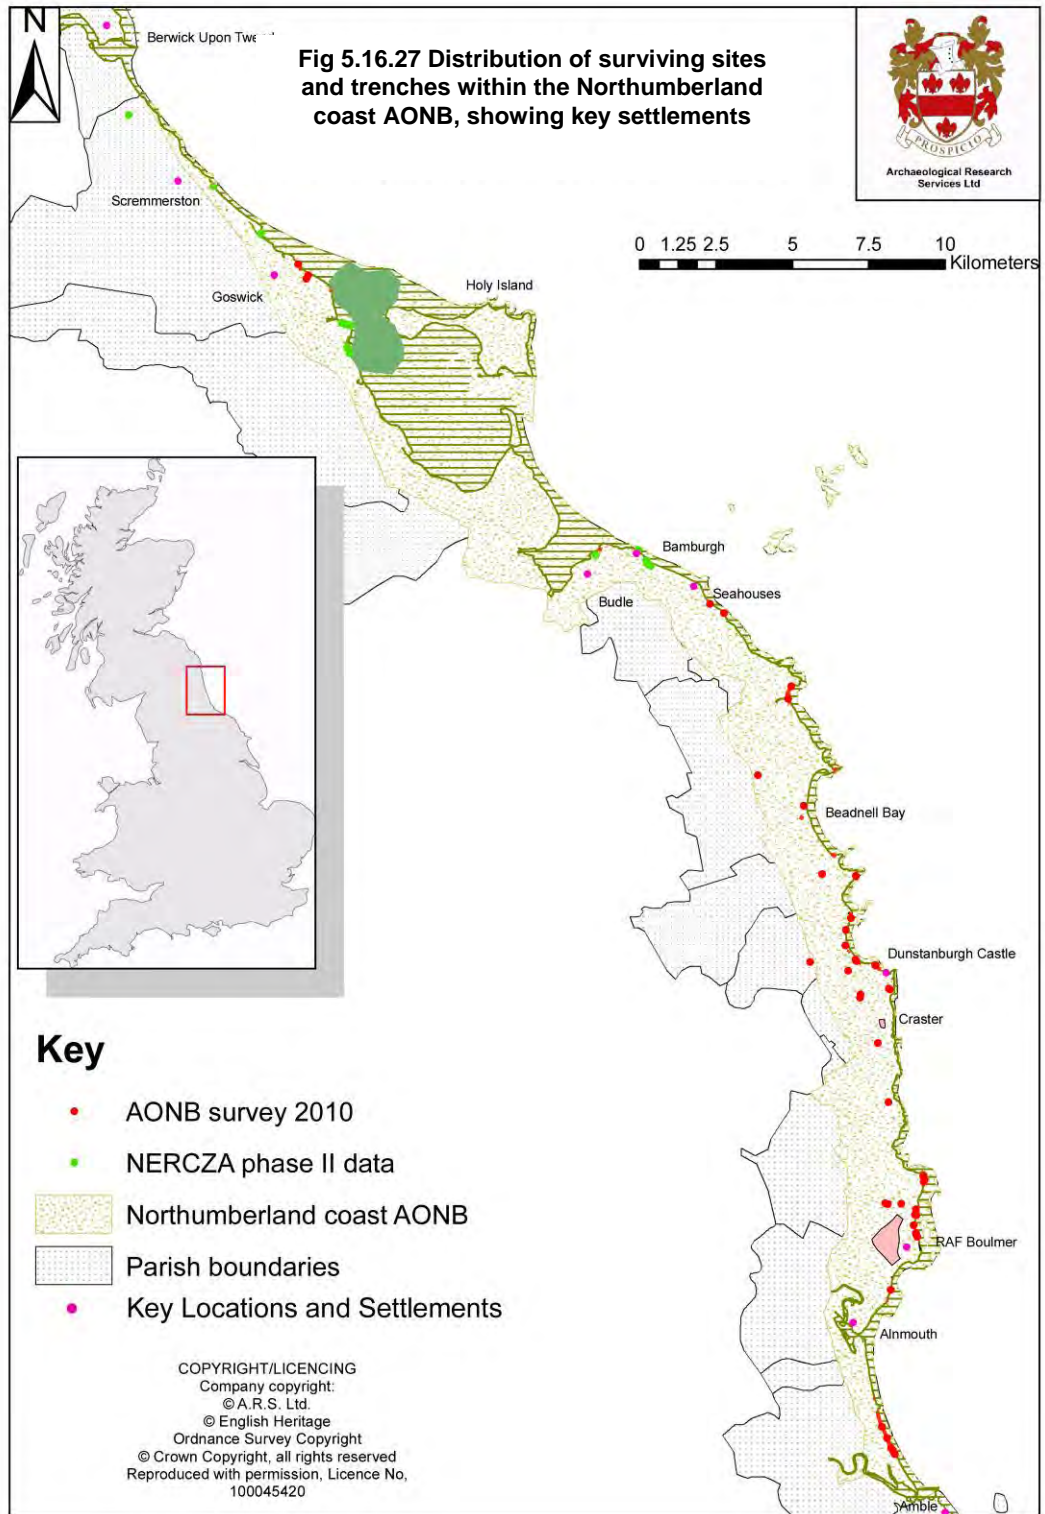 N
Berwick Upon Twe
Fig 5.16.27 Distribution of surviving sites
and trenches within the Northumberland
coast AONB, showing key settlements
PROSPICIO
Archaeological Research
Services Ltd
Scremmerston
0 1.25 2.5 5 7.5 10
Kilometers
Goswick
Holy Island
Bamburgh
Budle
Seahouses
Beadnell Bay
Dunstanburgh Castle
Craster
RAF Boulmer
Alnmouth
Amble
Key
AONB survey 2010
NERCZA phase II data
Northumberland coast AONB
Parish boundaries
Key Locations and Settlements
COPYRIGHT/LICENCING
Company copyright:
© A.R.S. Ltd.
© English Heritage
Ordnance Survey Copyright
© Crown Copyright, all rights reserved
Reproduced with permission, Licence No,
100045420